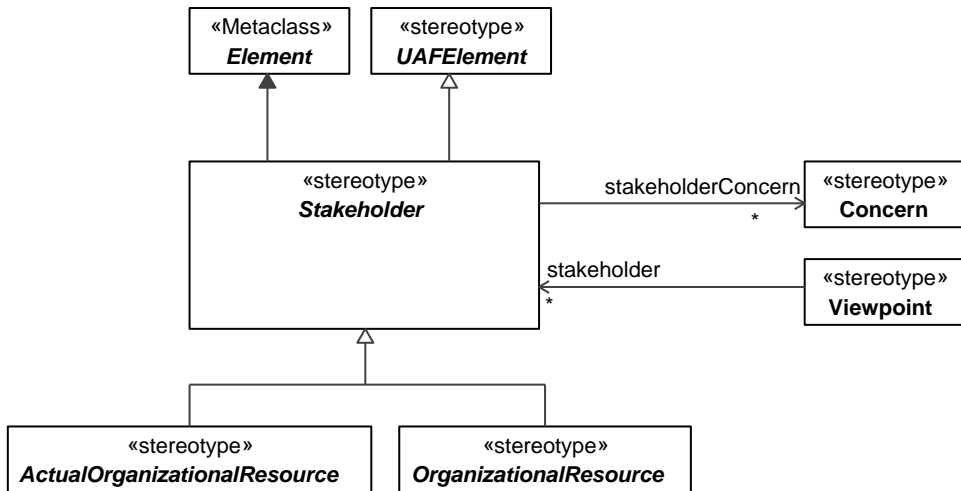 «Metaclass»
Element
«stereotype»
UAFElement
«stereotype»
Stakeholder
stakeholderConcern
*
«stereotype»
Concern
stakeholder
*
«stereotype»
Viewpoint
«stereotype»
ActualOrganizationalResource
«stereotype»
OrganizationalResource